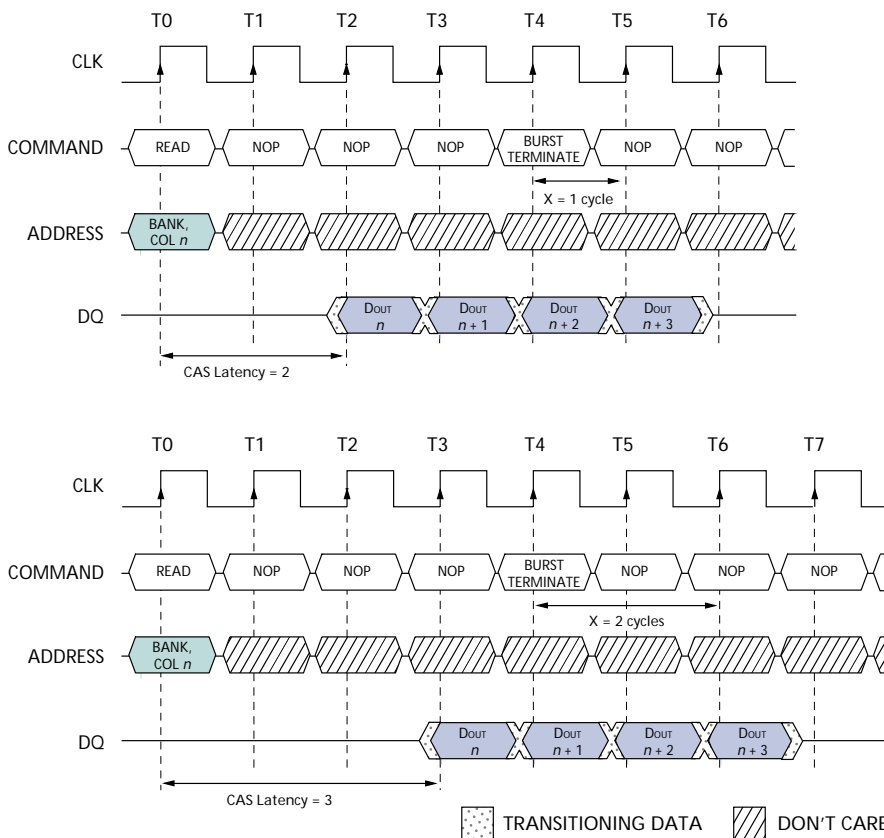 T0 T1 T2 T3 T4 T5 T6
CLK
COMMAND READ NOP NOP NOP BURST TERMINATE NOP NOP
X = 1 cycle
ADDRESS BANK, COL n
DQ DOUT n DOUT n + 1 DOUT n + 2 DOUT n + 3
CAS Latency = 2
T0 T1 T2 T3 T4 T5 T6 T7
CLK
COMMAND READ NOP NOP NOP BURST TERMINATE NOP NOP NOP
X = 2 cycles
ADDRESS BANK, COL n
DQ DOUT n DOUT n + 1 DOUT n + 2 DOUT n + 3
CAS Latency = 3
TRANSITIONING DATA DON'T CARE